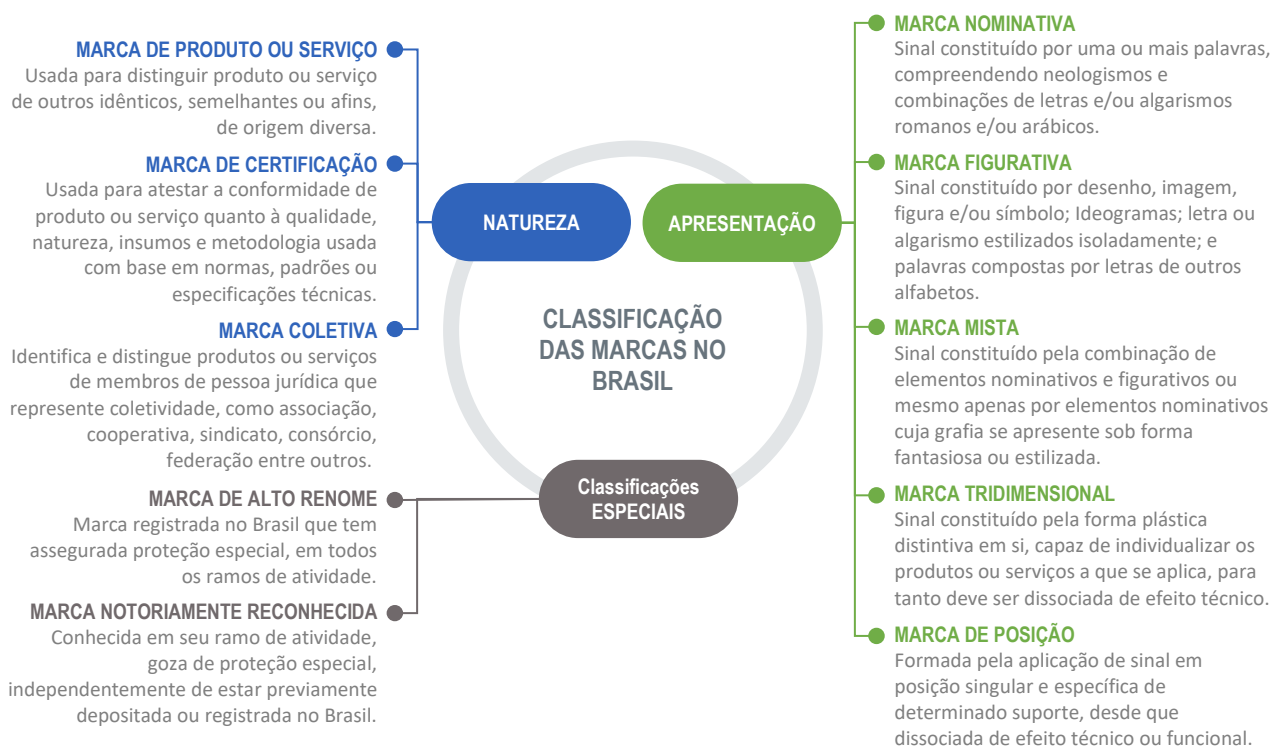 MARCA DE PRODUTO OU SERVIÇO
Usada para distinguir produto ou serviço
de outros idênticos, semelhantes ou afins,
de origem diversa.
MARCA DE CERTIFICAÇÃO
Usada para atestar a conformidade de
produto ou serviço quanto à qualidade,
natureza, insumos e metodologia usada
com base em normas, padrões ou
especificações técnicas.
MARCA COLETIVA
Identifica e distingue produtos ou serviços
de membros de pessoa jurídica que
represente coletividade, como associação,
cooperativa, sindicato, consórcio,
federação entre outros.
MARCA DE ALTO RENOME
Marca registrada no Brasil que tem
assegurada proteção especial, em todos
os ramos de atividade.
MARCA NOTORIAMENTE RECONHECIDA
Conhecida em seu ramo de atividade,
goza de proteção especial,
independentemente de estar previamente
depositada ou registrada no Brasil.
NATUREZA
APRESENTAÇÃO
CLASSIFICAÇÃO
DAS MARCAS NO
BRASIL
Classificações
ESPECIAIS
MARCA NOMINATIVA
Sinal constituído por uma ou mais palavras,
compreendendo neologismos e
combinações de letras e/ou algarismos
romanos e/ou arábicos.
MARCA FIGURATIVA
Sinal constituído por desenho, imagem,
figura e/ou símbolo; Ideogramas; letra ou
algarismo estilizados isoladamente; e
palavras compostas por letras de outros
alfabetos.
MARCA MISTA
Sinal constituído pela combinação de
elementos nominativos e figurativos ou
mesmo apenas por elementos nominativos
cuja grafia se apresente sob forma
fantasiosa ou estilizada.
MARCA TRIDIMENSIONAL
Sinal constituído pela forma plástica
distintiva em si, capaz de individualizar os
produtos ou serviços a que se aplica, para
tanto deve ser dissociada de efeito técnico.
MARCA DE POSIÇÃO
Formada pela aplicação de sinal em
posição singular e específica de
determinado suporte, desde que
dissociada de efeito técnico ou funcional.